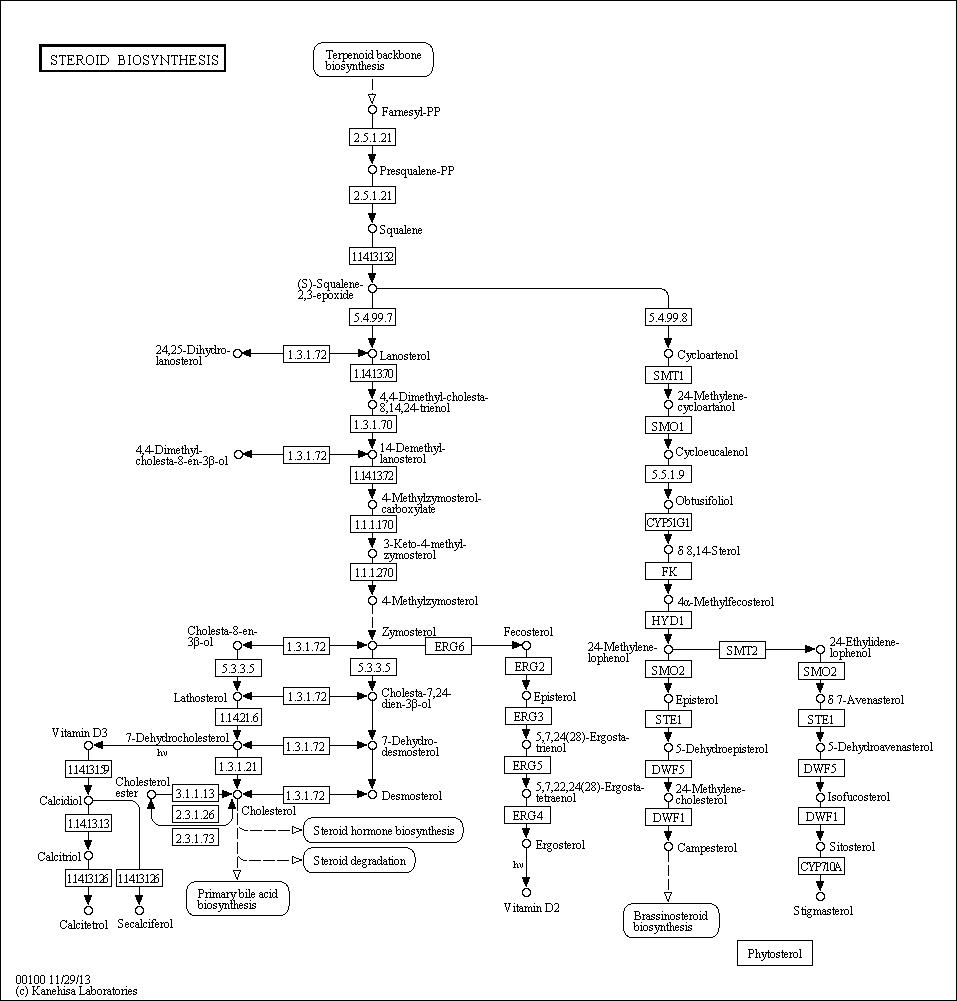 STEROID BIOSYNTHESIS
Terpenoid backbone
biosynthesis
Farnesyl-PP
2.5.1.21
Presqualene-PP
2.5.1.21
Squalene
1.14.13.132
(S)-Squalene-
2,3-epoxide
5.4.99.7
5.4.99.8
24,25-Dihydro-
lanosterol
1.3.1.72
Lanosterol
Cycloartenol
1.14.13.70
SMT1
4,4-Dimethyl-cholesta-
8,14,24-trienol
24-Methylene-
cycloartanol
1.3.1.70
SMO1
4,4-Dimethyl-
cholesta-8-en-3β-ol
1.3.1.72
14-Demethyl-
lanosterol
Cycloeucalenol
1.14.13.72
5.5.1.9
4-Methylzymosterol-
carboxylate
Obtusifoliol
1.1.1.170
CYP51G1
3-Keto-4-methyl-
zymosterol
δ 8,14-Sterol
1.1.1.270
FK
4-Methylzymosterol
4α-Methylfecosterol
HYD1
Cholesta-8-en-
3β-ol
1.3.1.72
Zymosterol
ERG6
Fecosterol
24-Methylene-
lophenol
SMT2
24-Ethylidene-
lophenol
5.3.3.5
5.3.3.5
ERG2
SMO2
SMO2
Lathosterol
1.3.1.72
Cholesta-7,24-
dien-3β-ol
Episterol
Episterol
δ 7-Avenasterol
1.14.21.6
ERG3
STE1
STE1
Vitamin D3
7-Dehydrocholesterol
hν
1.3.1.72
7-Dehydro-
desmosterol
5,7,24(28)-Ergosta-
trienol
5-Dehydroepisterol
5-Dehydroavenasterol
1.14.13.159
1.3.1.21
ERG5
DWF5
DWF5
Calcidiol
Cholesterol
ester
3.1.1.13
Cholesterol
1.3.1.72
Desmosterol
5,7,22,24(28)-Ergosta-
tetraenol
24-Methylene-
cholesterol
Isofucosterol
1.14.13.13
2.3.1.26
2.3.1.73
ERG4
DWF1
DWF1
Steroid hormone biosynthesis
Calcitriol
Steroid degradation
Ergosterol
Campesterol
Sitosterol
1.14.13.126
1.14.13.126
hν
CYP710A
Primary bile acid
biosynthesis
Calcitetrol
Secalciferol
Vitamin D2
Brassinosteroid
biosynthesis
Stigmasterol
Phytosterol
00100 11/29/13
(c) Kanehisa Laboratories